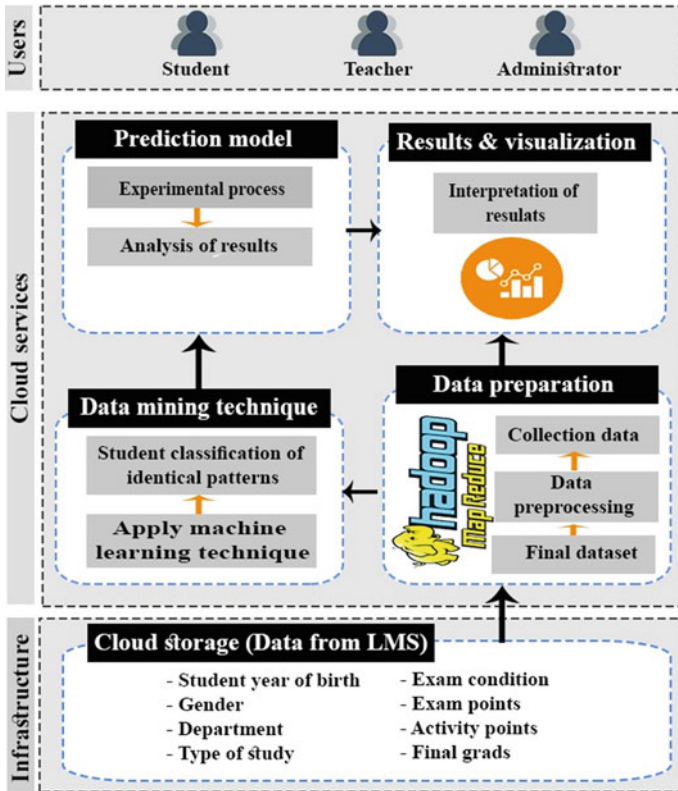 Users
Student
Teacher
Administrator
Cloud services
Prediction model
Experimental process
Analysis of results
Results & visualization
Interpretation of
resulats
Data mining technique
Student classification of
identical patterns
Apply machine
learning technique
Data preparation
hadoop
Map Reduce
Collection data
Data
preprocessing
Final dataset
Infrastructure
Cloud storage (Data from LMS)
- Student year of birth
- Gender
- Department
- Type of study
- Exam condition
- Exam points
- Activity points
- Final grads